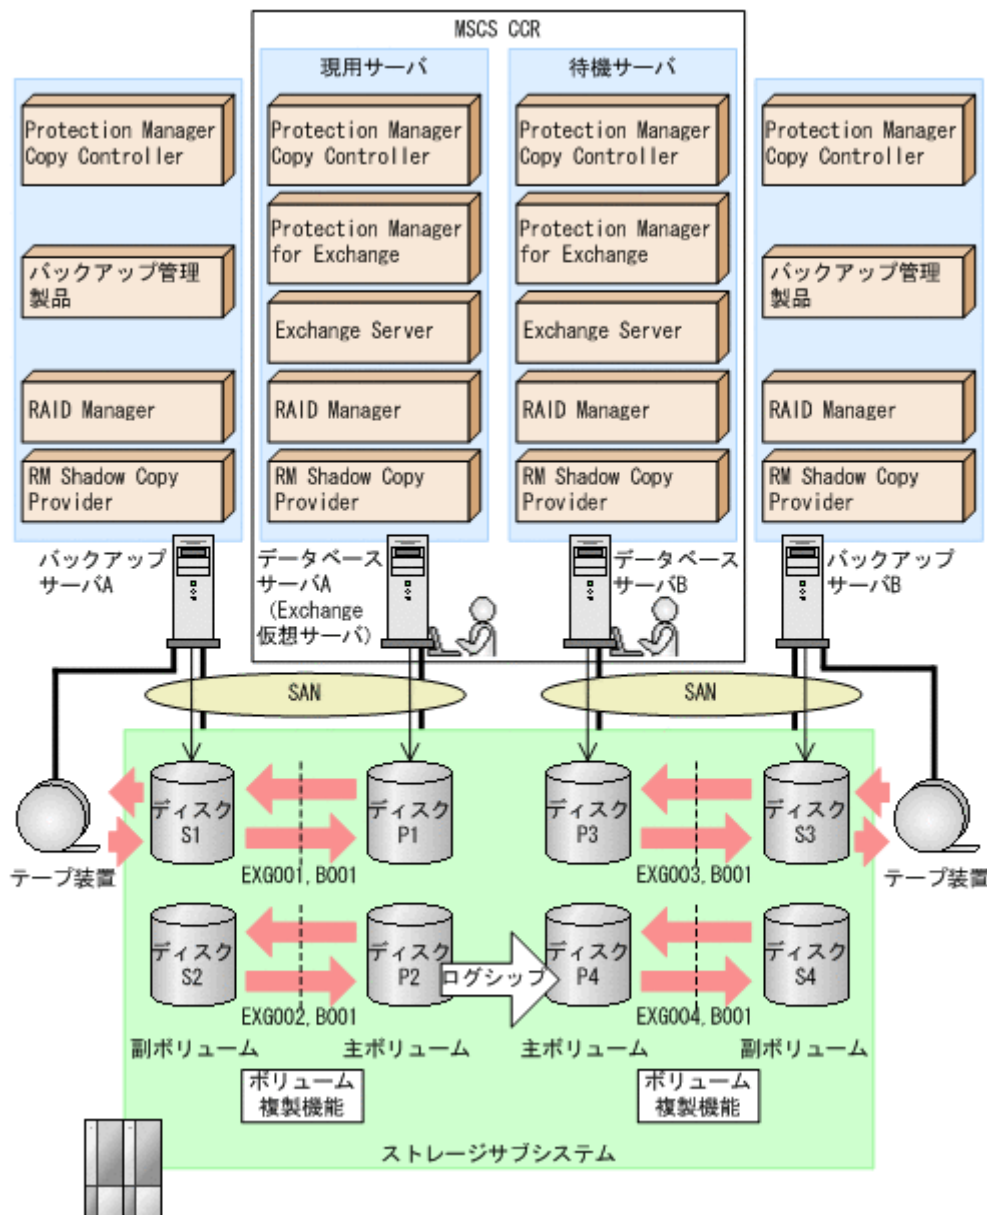 MSCS CCR
現用サーバ
待機サーバ
Protection Manager
Copy Controller
Protection Manager
Copy Controller
Protection Manager
Copy Controller
Protection Manager
Copy Controller
Protection Manager
for Exchange
Protection Manager
for Exchange
バックアップ管理
製品
バックアップ管理
製品
Exchange Server
Exchange Server
RAID Manager
RAID Manager
RAID Manager
RAID Manager
RM Shadow Copy
Provider
RM Shadow Copy
Provider
RM Shadow Copy
Provider
RM Shadow Copy
Provider
バックアップ
サーバA
データベース
サーバA
(Exchange
仮想サーバ)
データベース
サーバB
バックアップ
サーバB
SAN
SAN
ディスク
S1
ディスク
P1
ディスク
P3
ディスク
S3
テープ装置
EXG001, B001
EXG003, B001
テープ装置
ディスク
S2
ディスク
P2
ログシップ
ディスク
P4
ディスク
S4
EXG002, B001
EXG004, B001
副ボリューム
主ボリューム
主ボリューム
副ボリューム
ボリューム
複製機能
ボリューム
複製機能
ストレージサブシステム